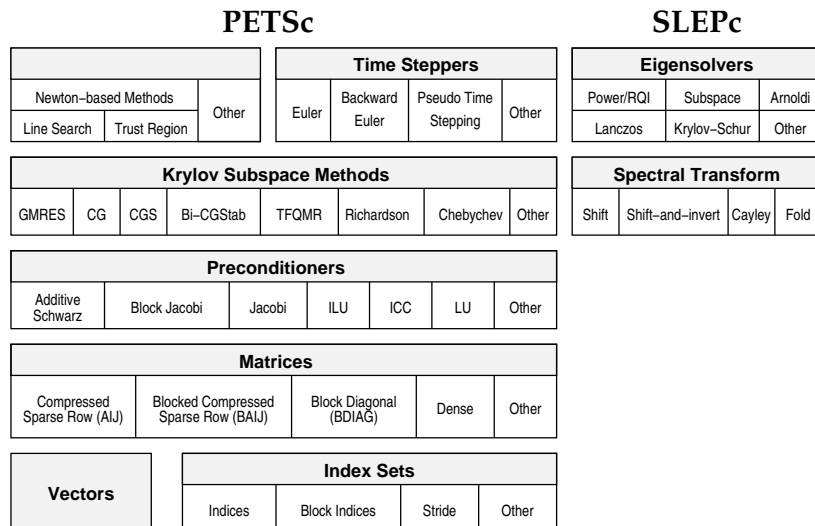 PETSc
SLEPc
Time Steppers
Eigensolvers
Newton–based Methods
Other
Line Search
Trust Region
Euler
Backward
Euler
Pseudo Time
Stepping
Other
Power/RQI
Subspace
Arnoldi
Lanczos
Krylov–Schur
Other
Krylov Subspace Methods
GMRES
CG
CGS
Bi–CGStab
TFQMR
Richardson
Chebychev
Other
Spectral Transform
Shift
Shift–and–invert
Cayley
Fold
Preconditioners
Additive
Schwarz
Block Jacobi
Jacobi
ILU
ICC
LU
Other
Matrices
Compressed
Sparse Row (AIJ)
Blocked Compressed
Sparse Row (BAIJ)
Block Diagonal
(BDIAG)
Dense
Other
Vectors
Index Sets
Indices
Block Indices
Stride
Other